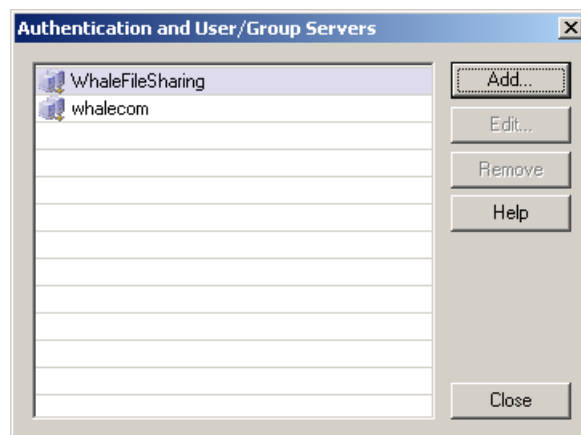 Authentication and User/Group Servers
WhaleFileSharing
whalecom
Add...
Edit...
Remove
Help
Close